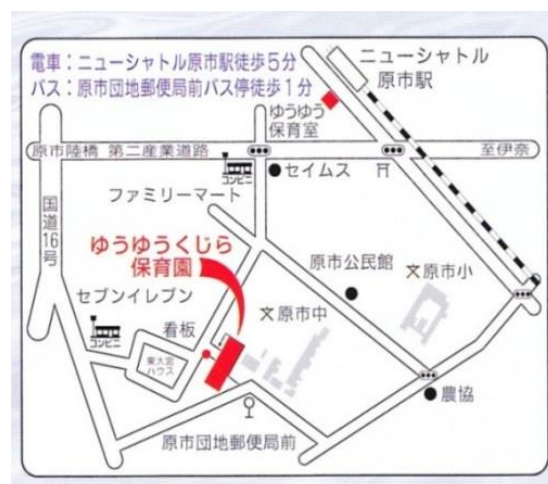 電車：ニューシャトル原市駅徒歩5分
バス：原市団地郵便局前バス停徒歩1分
ニューシャトル
原市駅
ゆうゆう
保育室
原市陸橋 第二産業道路
至伊奈
コンビニ
セイムス
ファミリーマート
国道16号
ゆうゆうくじら
保育園
原市公民館
原市小
セブンイレブン
原市中
コンビニ
看板
東大宮
ハウス
農協
原市団地郵便局前